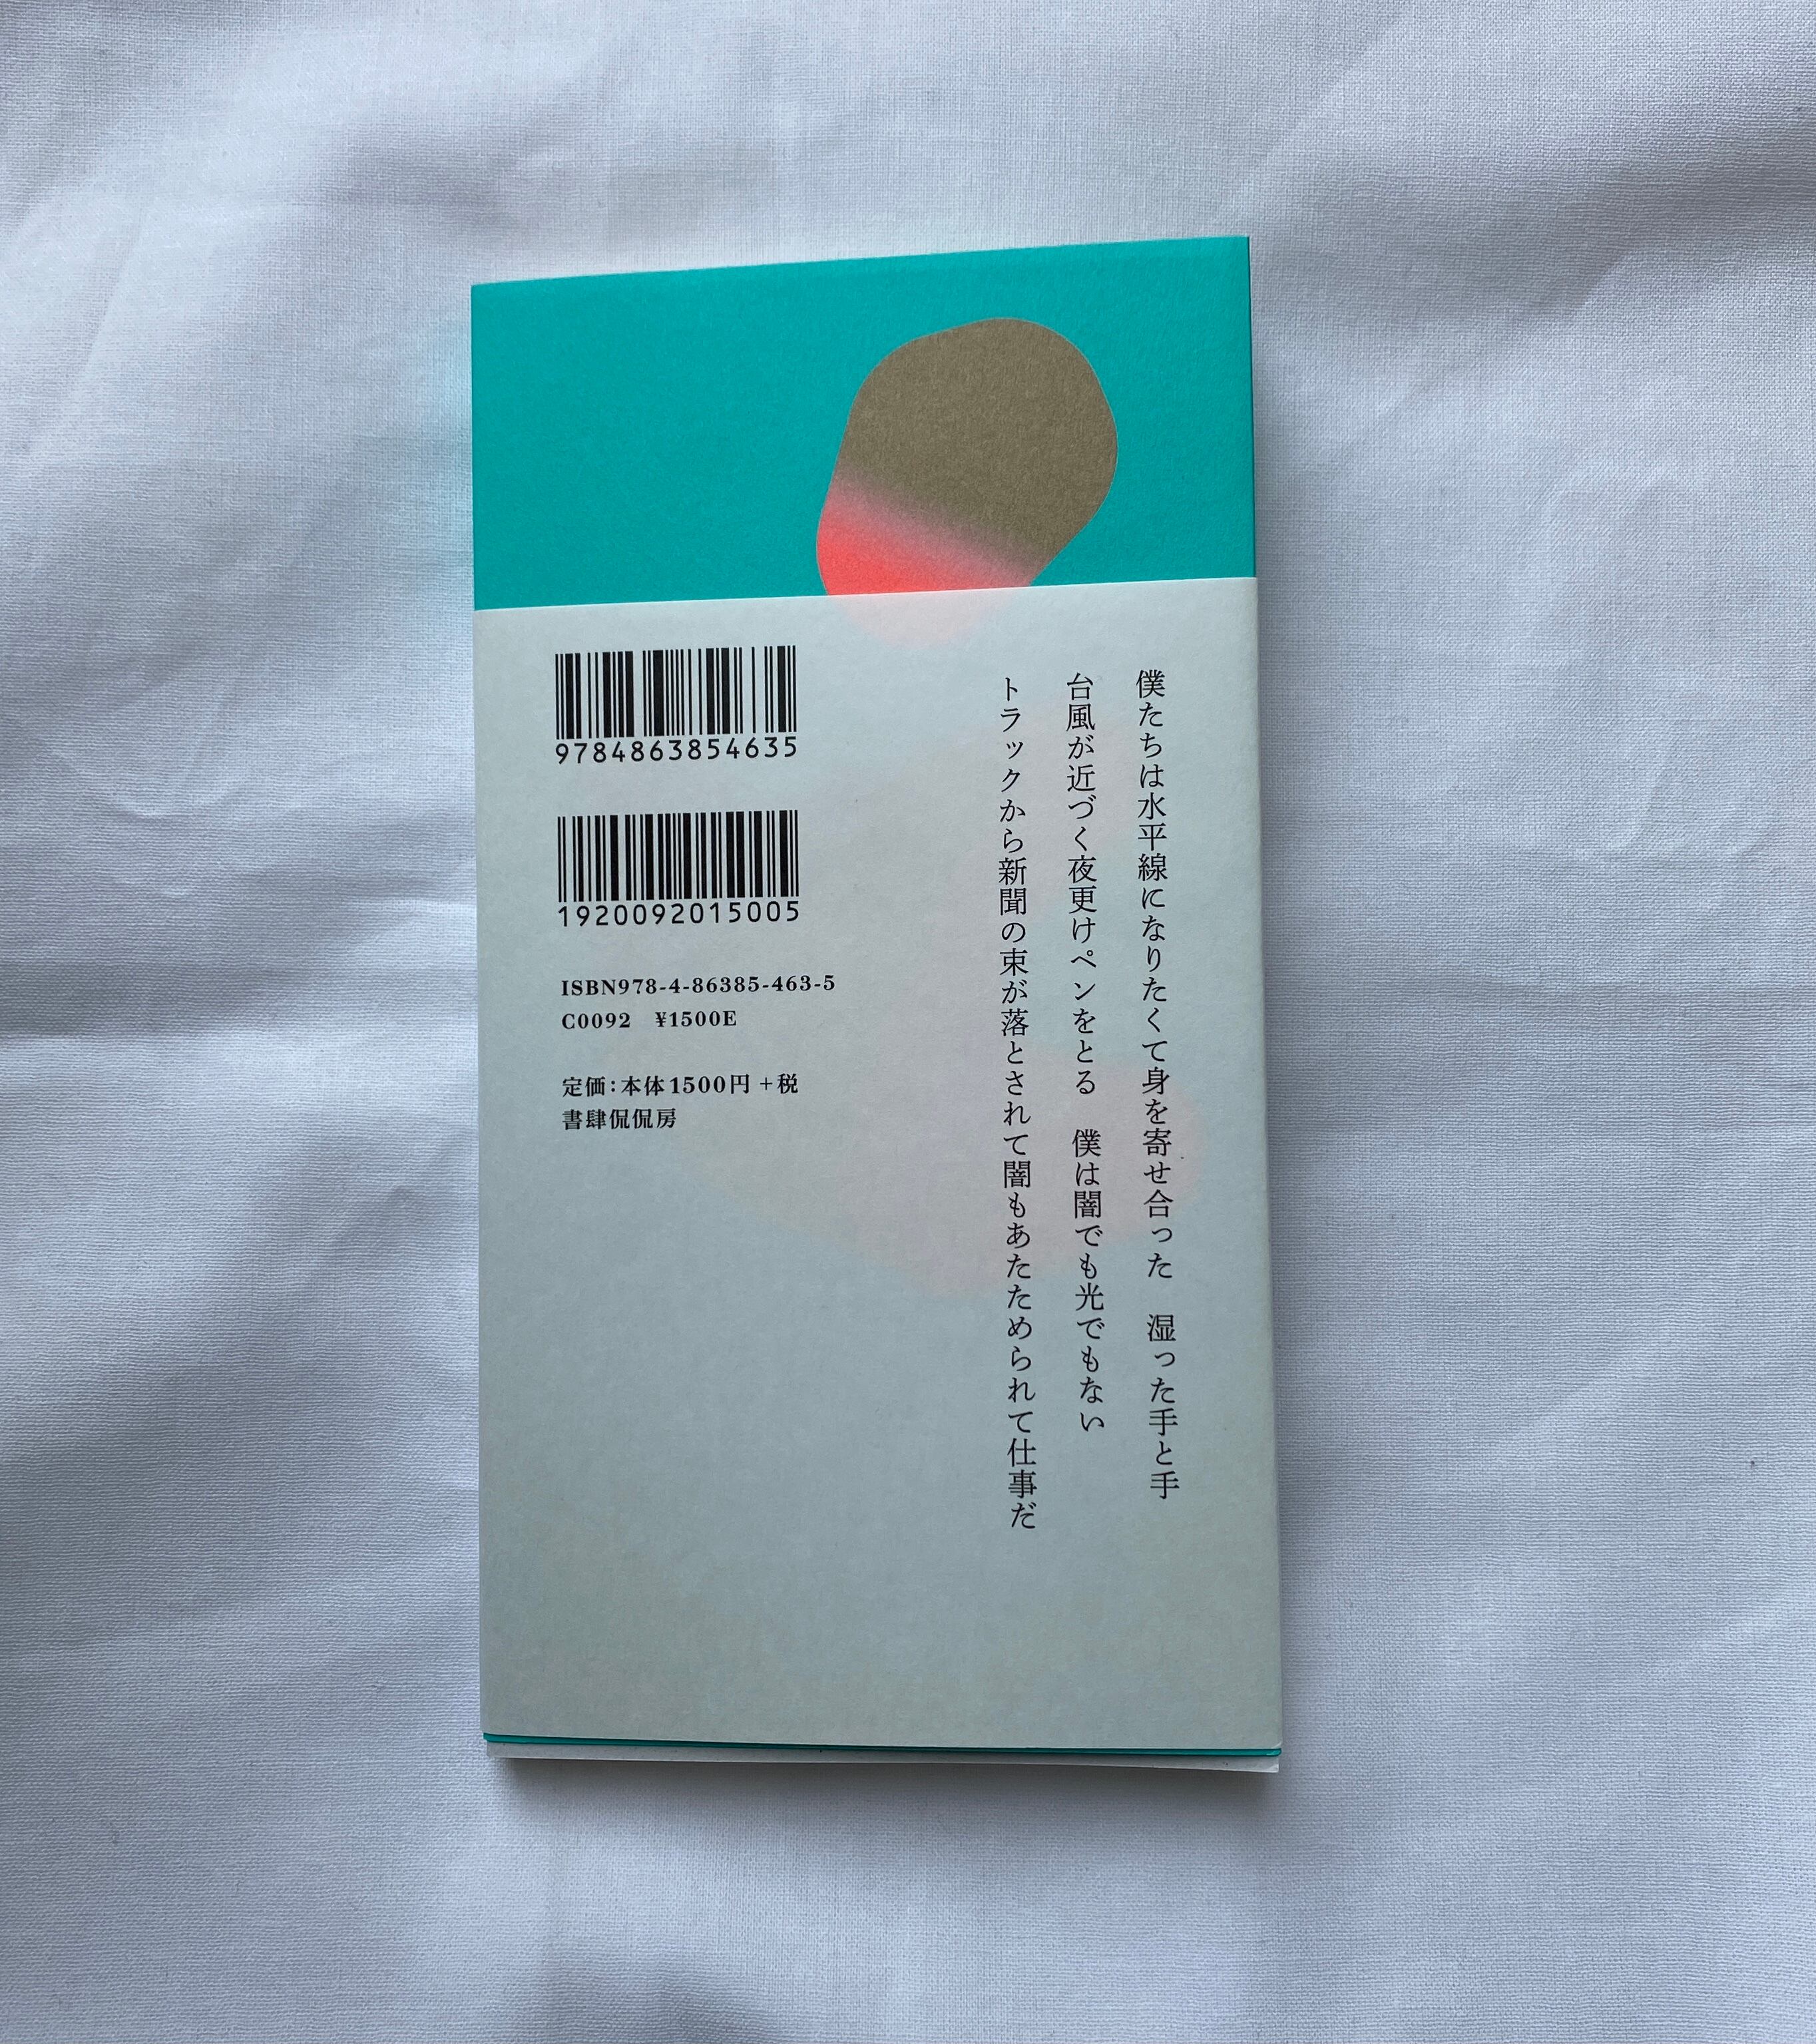 僕たちは水平線になりたくて身を寄せ合った　湿った手と手
台風が近づく夜更けペンをとる　僕は闇でも光でもない
トラックから新聞の束が落とされて闇もあたためられて仕事だ
9784863854635
1920092015005
ISBN978-4-86385-463-5
C0092　¥1500E
定価:本体1500円+税
書肆侃侃房